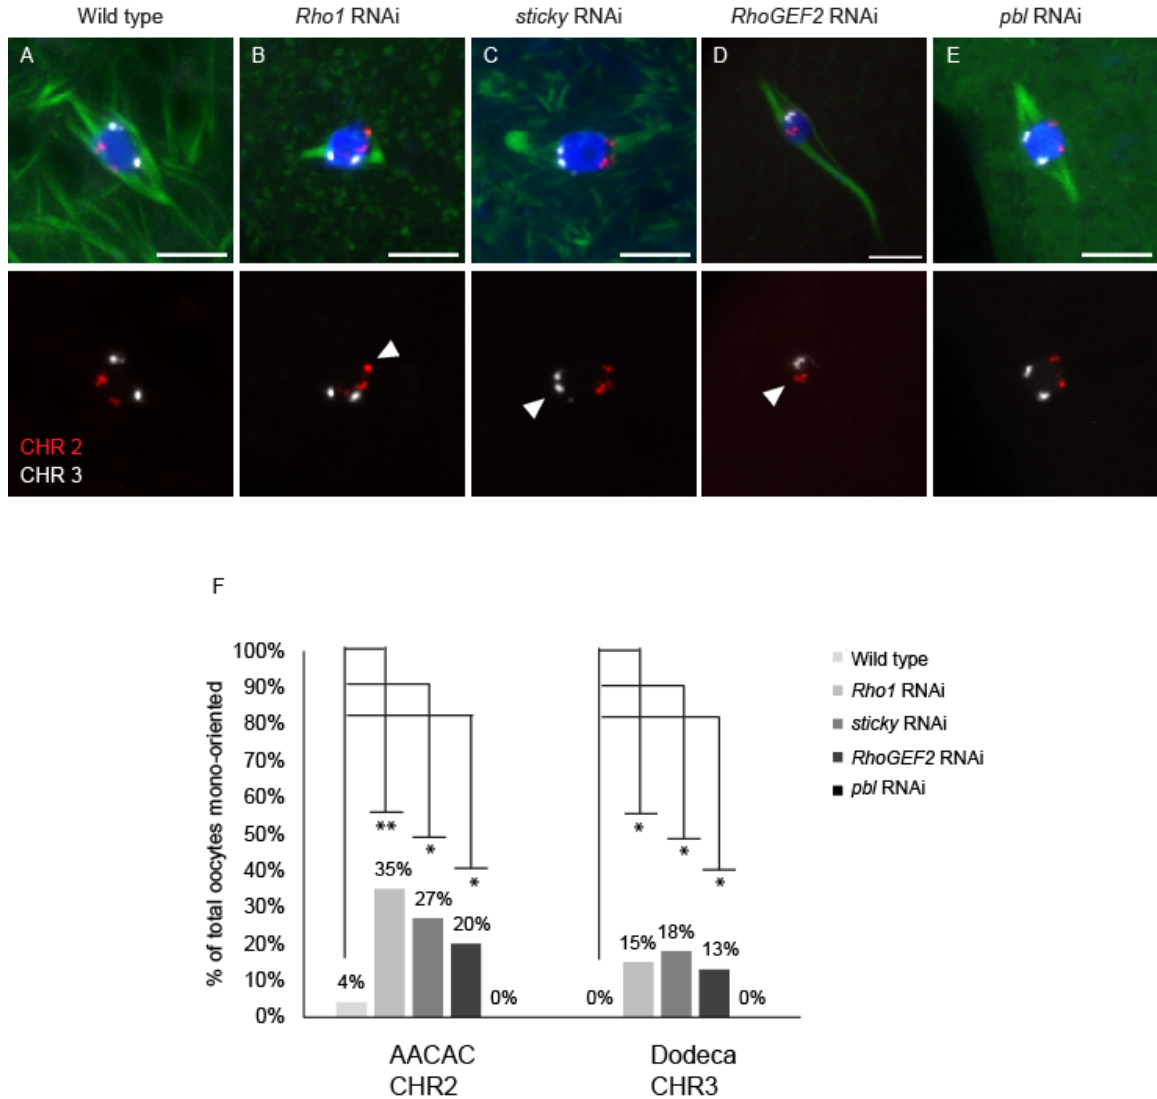 Wild type
Rho1 RNAi
sticky RNAi
RhoGEF2 RNAi
pbl RNAi
A
B
C
D
E
CHR 2
CHR 3
F
% of total oocytes mono-oriented
100%
90%
80%
70%
60%
50%
40%
30%
20%
10%
0%
**
*
*
4%
35%
27%
20%
0%
*
*
*
0%
15%
18%
13%
0%
AACAC
CHR2
Dodeca
CHR3
Wild type
Rho1 RNAi
sticky RNAi
RhoGEF2 RNAi
pbl RNAi